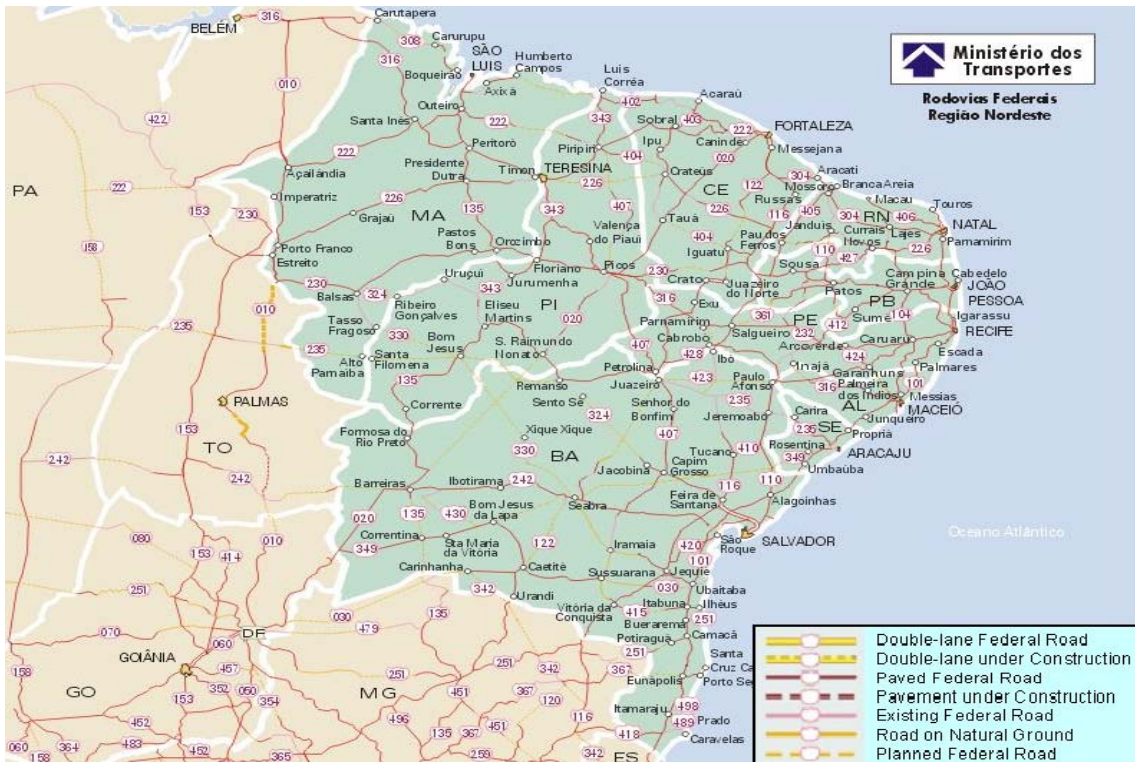 316
BELÉM
Carutapera
308
Cururupu
SÃO
LUIS
316
Humberto
Campos
Boqueirão
Axixá
Luis
Corrêa
010
402
Acaraú
Outeiro
422
Santa Inés
222
343
Sobral
403
222
FORTALEZA
Ipu
Canindé
Messejana
Peritoró
Piripiri
404
020
222
Presidente
Dutra
Timon
TERESINA
Açailândia
226
Crateús
304
Aracati
PA
222
CE
122
Mossoró
Branca Areia
Imperatriz
Russas
Macau
Touros
153
226
135
343
407
226
116
405
304
RN
406
230
Grajaú
MA
Tauá
Janduis
Currais
Novos
Lajes
NATAL
158
Pastos
Bons
Orozimbo
Valença
do Piauí
404
Pau dos
Ferros
110
427
226
Parnamirim
Porto Franco
Estreito
Iguatu
Sousa
Floriano
Picos
230
Crato
Juazeiro
do Norte
Patos
Campina
Grande
Cabedelo
JOÃO
PESSOA
Uruçuí
Jurumenha
343
230
Balsas
324
Ribeiro
Gonçalves
PI
316
Exu
PB
010
Eliseu
Martins
020
361
PE
Sumé
104
Igarassu
235
Tasso
Fragoso
330
Parnamirim
Salgueiro
232
412
RECIFE
Bom
Jesus
S. Raimundo
Nonato
407
Cabrobó
Arcoverde
Caruaru
235
Alto
Parnaiba
Santa
Filomena
428
Ibó
424
Escada
Petrolina
Inajá
Garanhuns
Palmares
135
Remanso
Juazeiro
423
Paulo
Afonso
316
Palmeira
dos Índios
101
Messias
PALMAS
Sento Sé
235
AL
MACEIÓ
Corrente
324
Senhor do
Bonfim
Jeremoabo
Carira
Junqueiro
153
Formosa do
Rio Preto
Xique Xique
235
SE
Propriá
TO
330
407
Rosentina
BA
Tucano
410
349
ARACAJU
242
Jacobina
Capim
Grosso
Umbaúba
242
Barreiras
Ibotirama
242
116
110
Seabra
Feira de
Santana
Alagoinhas
020
135
430
Bom Jesus
da Lapa
080
010
Correntina
Sta Maria
da Vitória
São
Roque
SALVADOR
Oceano Atlântico
153
414
349
122
Iramaia
420
101
Carinhanha
Caetité
Sussuarana
Jequié
251
342
030
Ubaitaba
Urandi
Vitória da
Conquista
415
Itabuna
Ilhéus
070
030
479
135
Buerarema
251
DF
Potiraguá
Camacã
060
158
GOIÂNIA
457
251
251
342
251
367
Santa
Cruz Ca
Porto Seg
GO
352
050
354
MG
451
367
Eunápolis
153
120
452
496
116
Itamaraju
498
Prado
489
060
364
483
452
365
135
367
451
259
342
418
Caravelas
ES
Ministério dos
Transportes
Rodovias Federais
Região Nordeste
Double-lane Federal Road
Double-lane under Construction
Paved Federal Road
Pavement under Construction
Existing Federal Road
Road on Natural Ground
Planned Federal Road